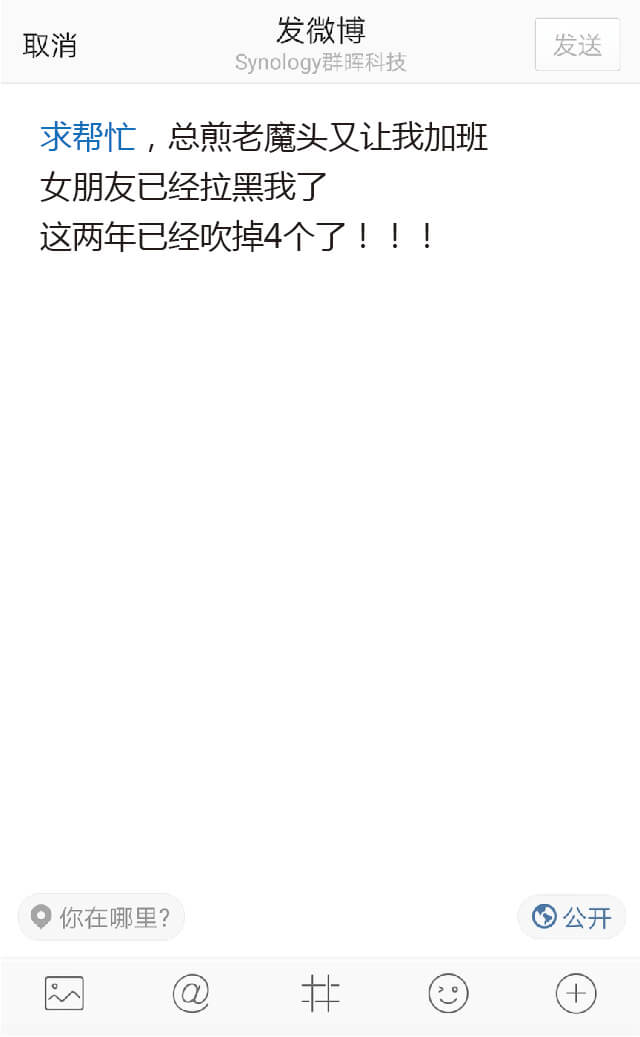 取消
发微博
发送
Synology群晖科技
求帮忙，总煎老魔头又让我加班
女朋友已经拉黑我了
这两年已经吹掉4个了！！！
你在哪里?
公开